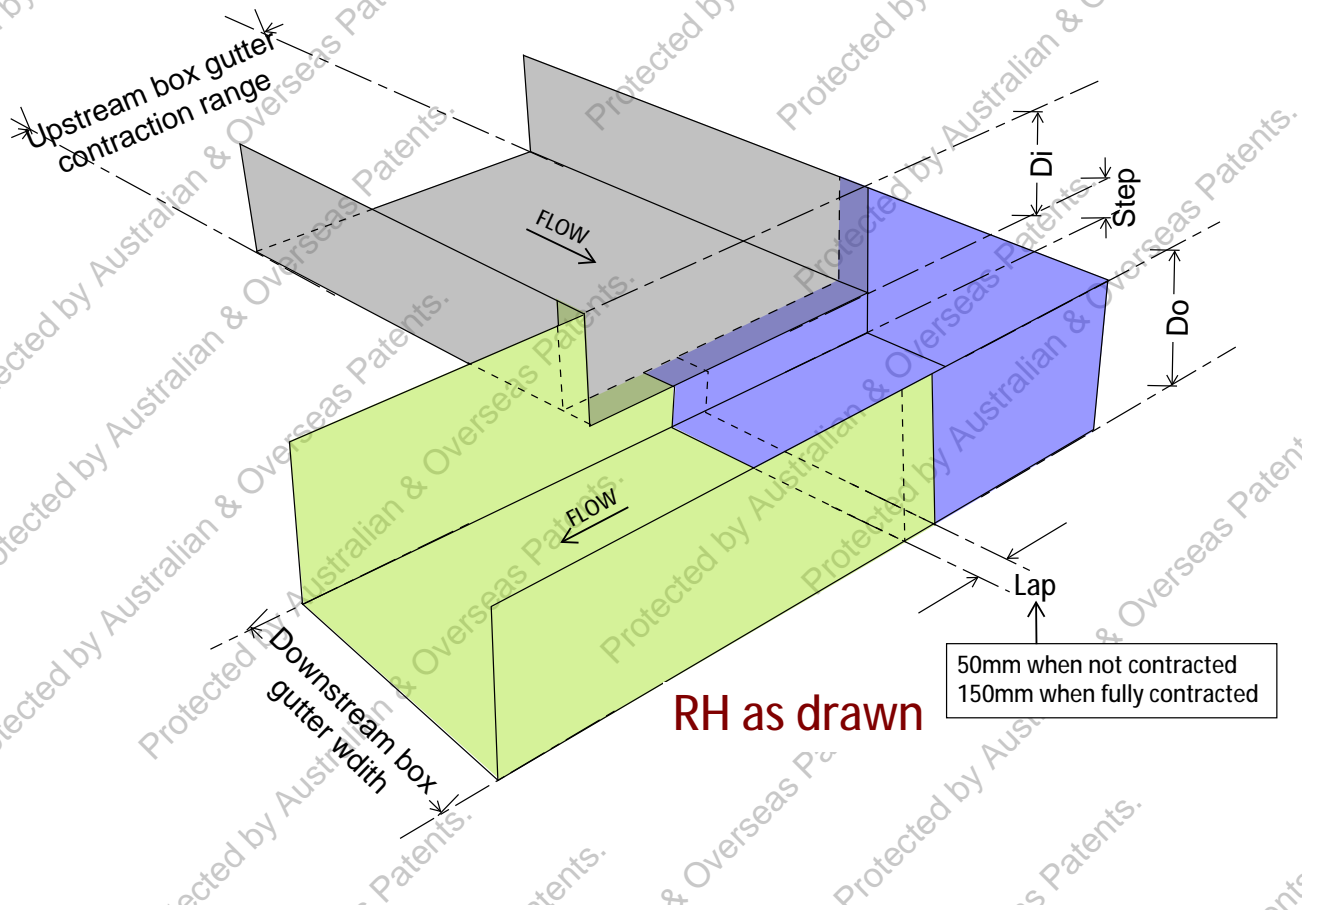 Upstream box gutter
contraction range
FLOW
Di
Step
Do
FLOW
Lap
50mm when not contracted
150mm when fully contracted
Downstream box
gutter wdith
RH as drawn
Protected by Australian & Overseas Patents.